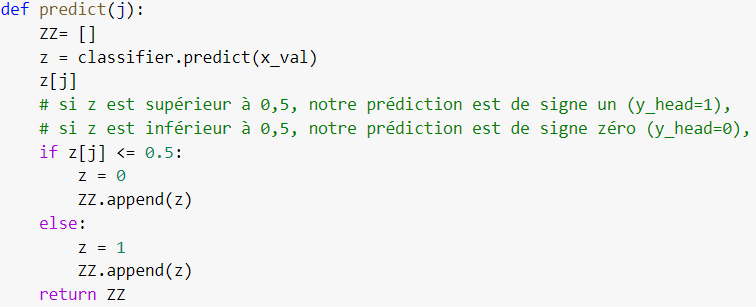 def predict(j):
    ZZ= []
    z = classifier.predict(x_val)
    z[j]
    # si z est supérieur à 0,5, notre prédiction est de signe un (y_head=1),
    # si z est inférieur à 0,5, notre prédiction est de signe zéro (y_head=0),
    if z[j] <= 0.5:
        z = 0
        ZZ.append(z)
    else:
        z = 1
        ZZ.append(z)
    return ZZ